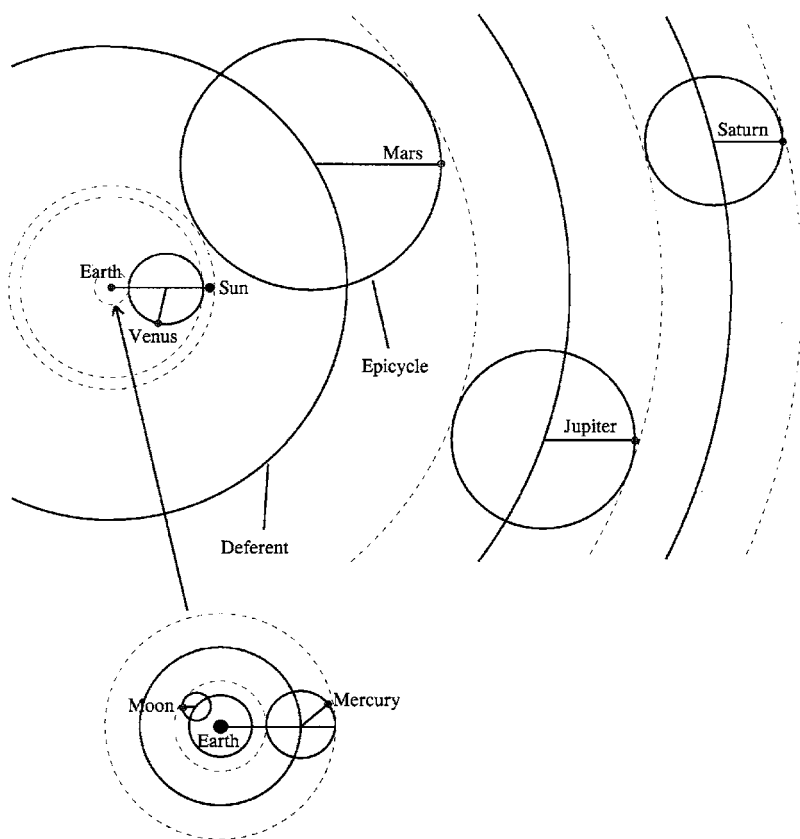 Saturn
Mars
Earth
Sun
Venus
Epicycle
Jupiter
Deferent
Moon
Mercury
Earth